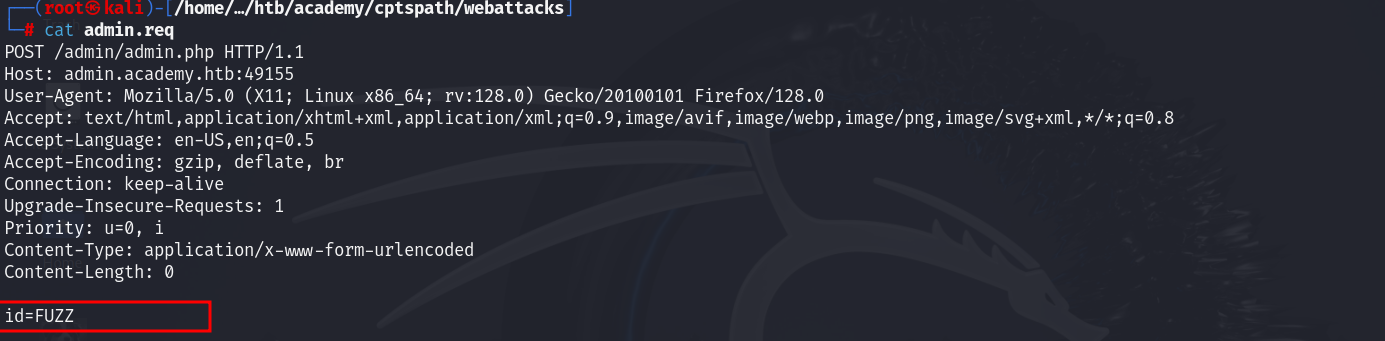 ┌──(root㉿kali)-[/home/…/htb/academy/cptspath/webattacks]
└─# cat admin.req
POST /admin/admin.php HTTP/1.1
Host: admin.academy.htb:49155
User-Agent: Mozilla/5.0 (X11; Linux x86_64; rv:128.0) Gecko/20100101 Firefox/128.0
Accept: text/html,application/xhtml+xml,application/xml;q=0.9,image/avif,image/webp,image/png,image/svg+xml,*/*;q=0.8
Accept-Language: en-US,en;q=0.5
Accept-Encoding: gzip, deflate, br
Connection: keep-alive
Upgrade-Insecure-Requests: 1
Priority: u=0, i
Content-Type: application/x-www-form-urlencoded
Content-Length: 0
id=FUZZ